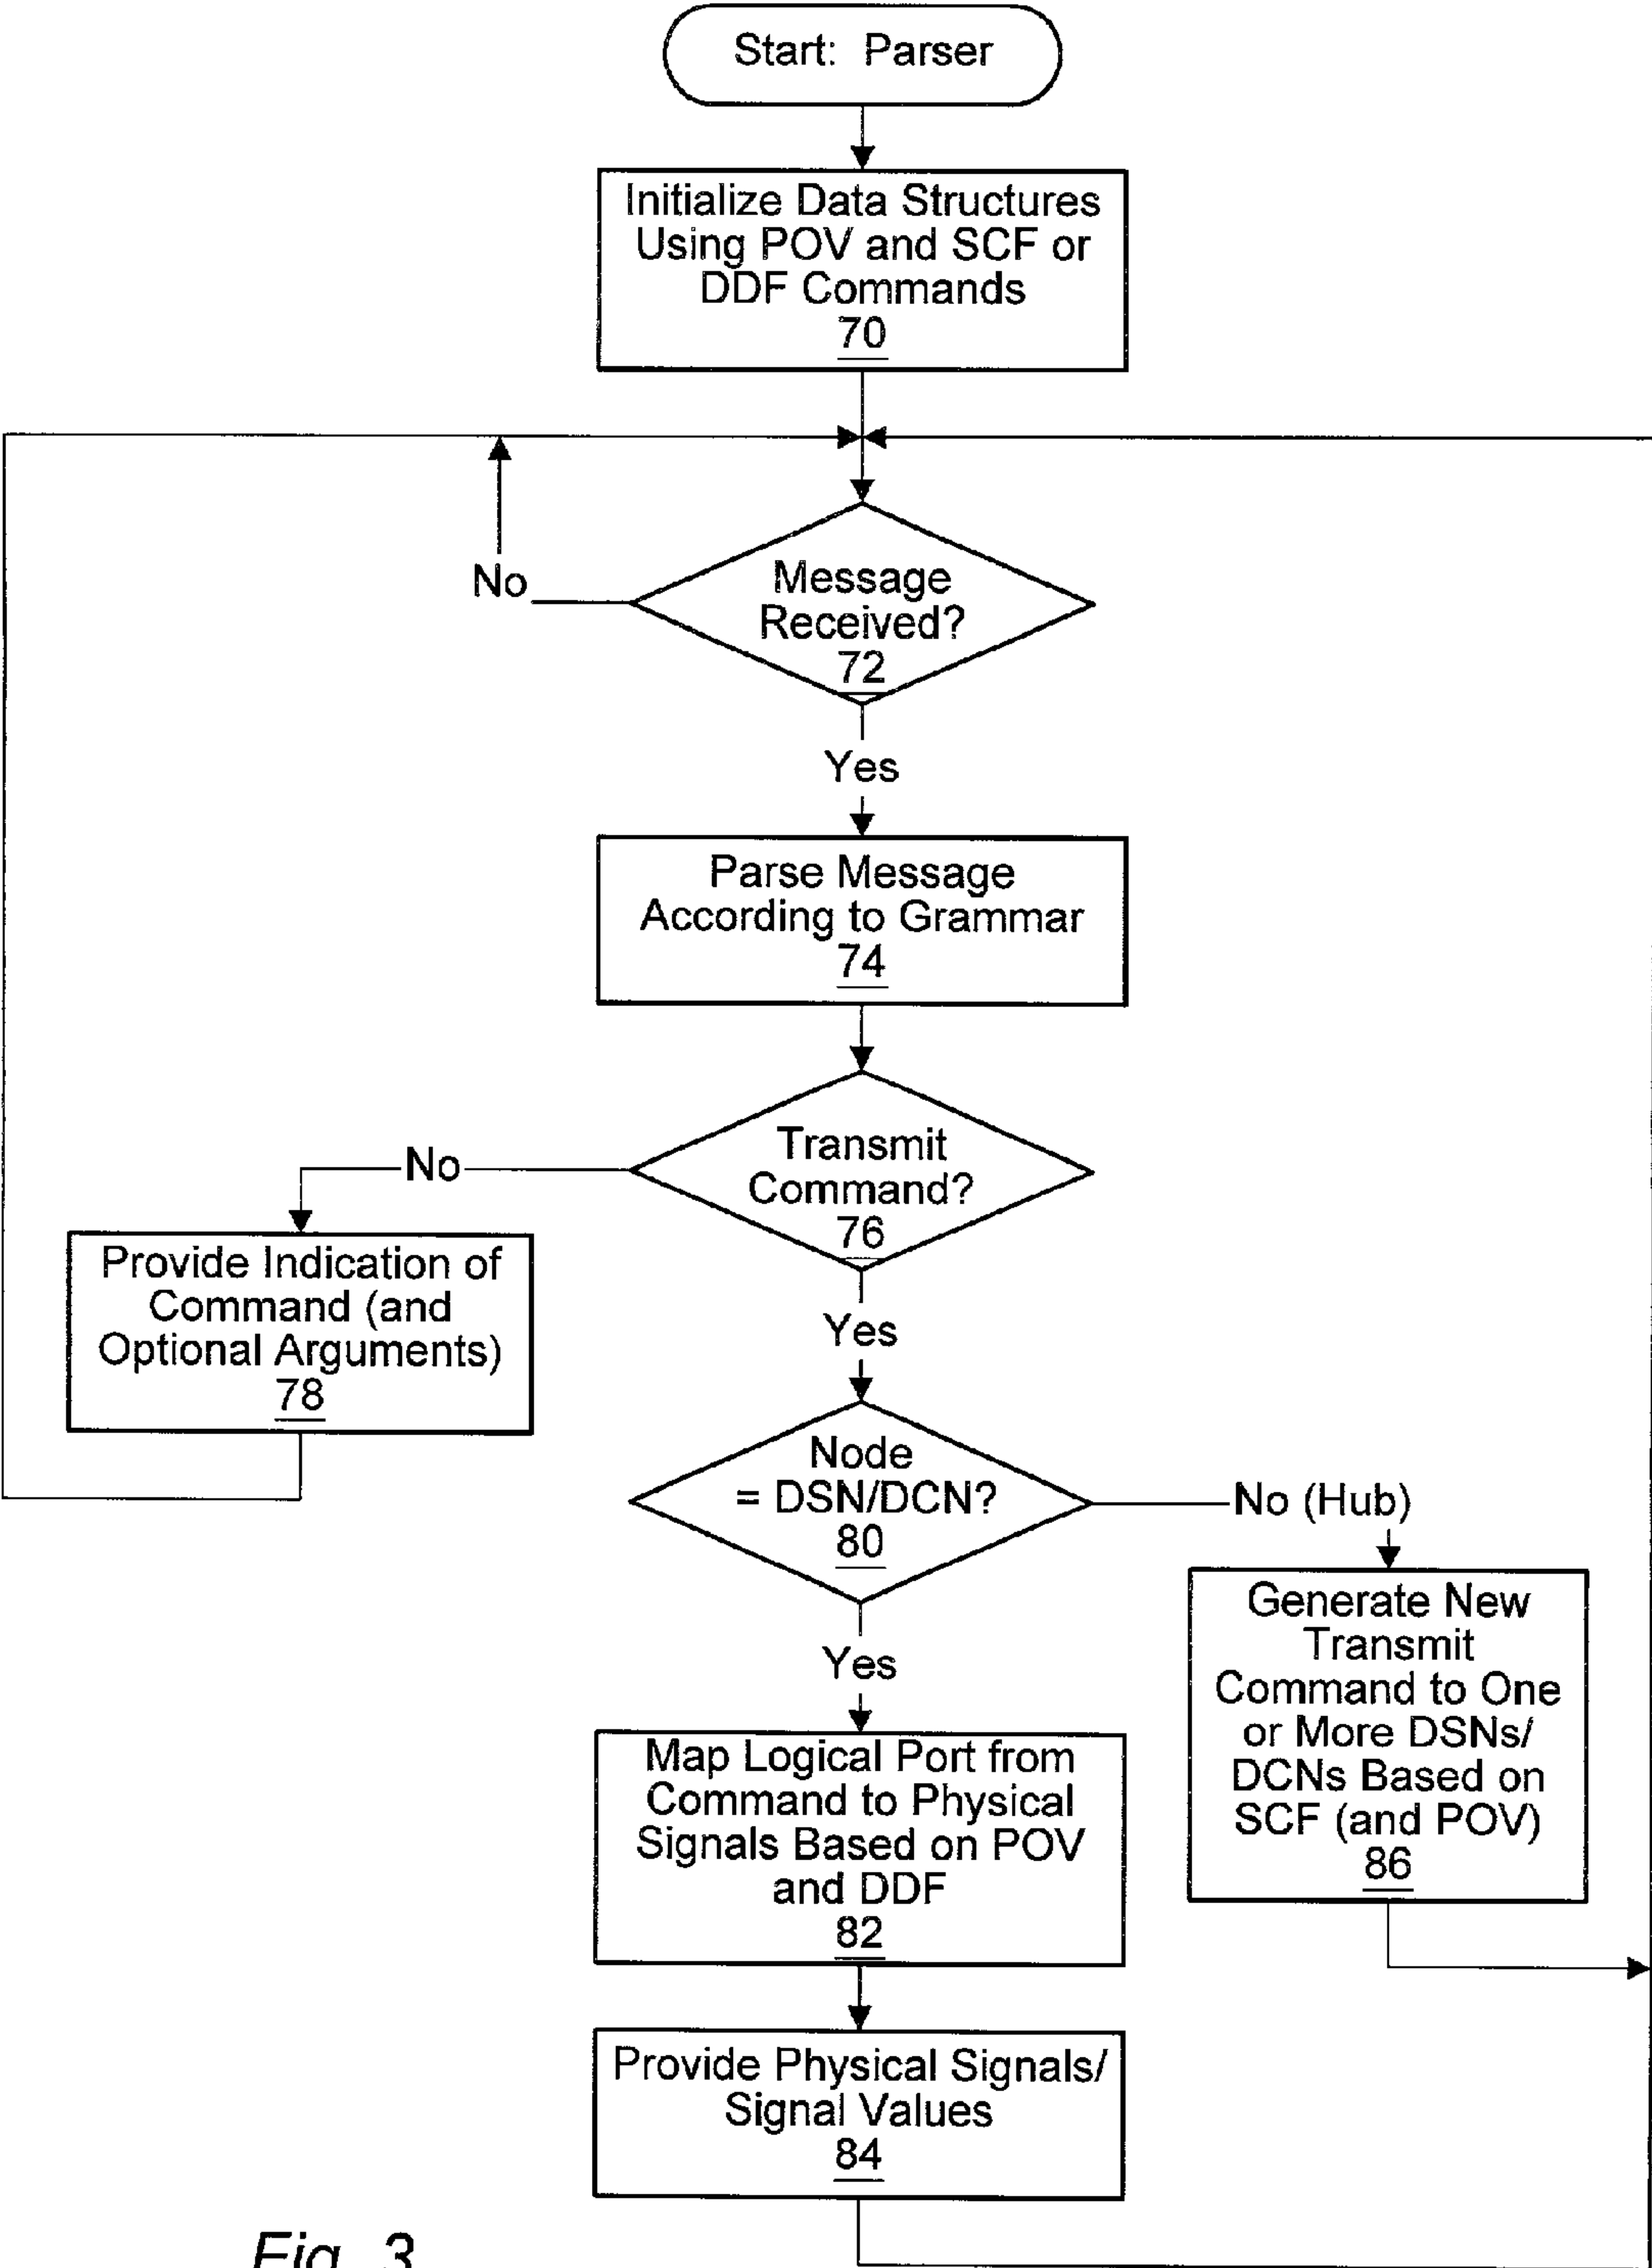 Start: Parser
Initialize Data Structures
Using POV and SCF or
DDF Commands
70
Message
Received?
72
No
Yes
Parse Message
According to Grammar
74
Transmit
Command?
76
No
Provide Indication of
Command (and
Optional Arguments)
78
Yes
Node
= DSN/DCN?
80
No (Hub)
Generate New
Transmit
Command to One
or More DSNs/
DCNs Based on
SCF (and POV)
86
Yes
Map Logical Port from
Command to Physical
Signals Based on POV
and DDF
82
Provide Physical Signals/
Signal Values
84
Fig. 3